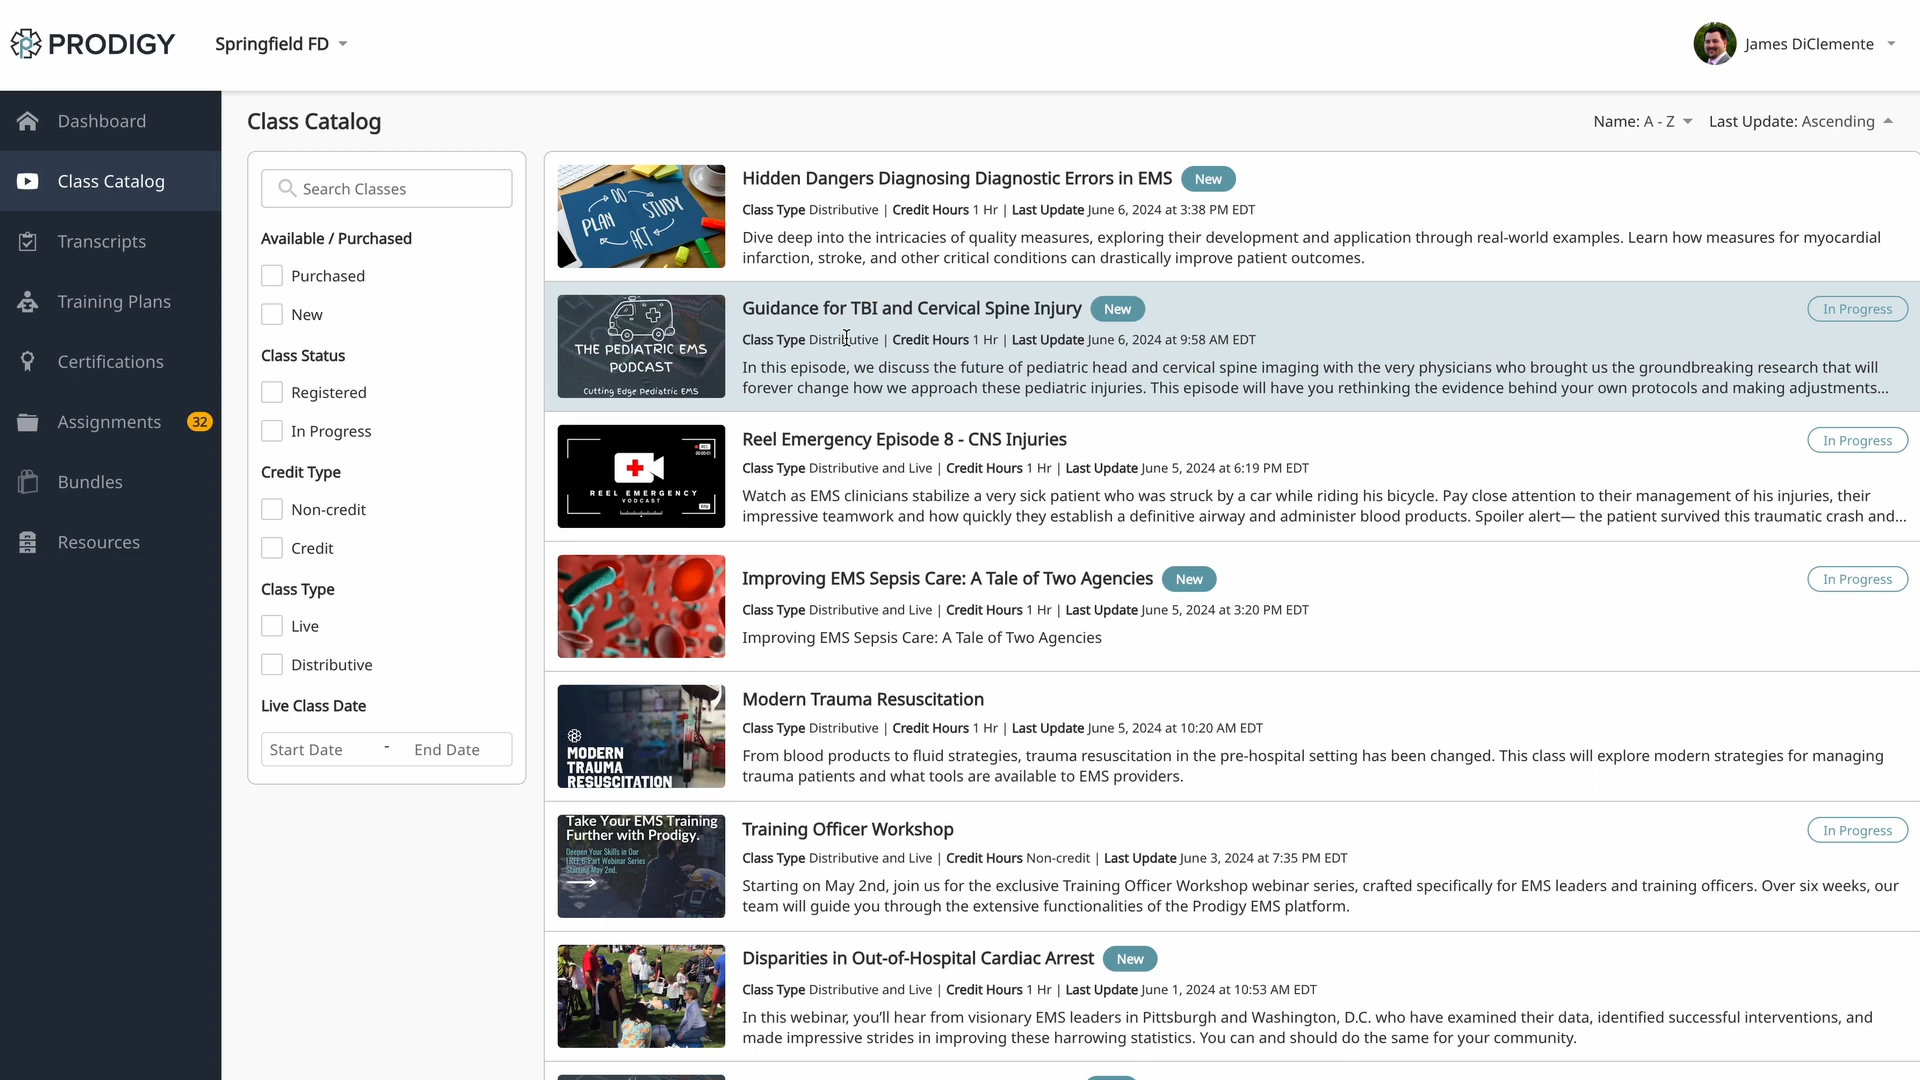 PRODIGY
Springfield FD
James DiClemente
Dashboard
Class Catalog
Transcripts
Training Plans
Certifications
Assignments 32
Bundles
Resources
Class Catalog
Name: A - Z Last Update: Ascending
Search Classes
Available / Purchased
Purchased
New
Class Status
Registered
In Progress
Credit Type
Non-credit
Credit
Class Type
Live
Distributive
Live Class Date
Start Date - End Date
PLAN DO STUDY ACT
Hidden Dangers Diagnosing Diagnostic Errors in EMS New
Class Type Distributive | Credit Hours 1 Hr | Last Update June 6, 2024 at 3:38 PM EDT
Dive deep into the intricacies of quality measures, exploring their development and application through real-world examples. Learn how measures for myocardial
infarction, stroke, and other critical conditions can drastically improve patient outcomes.
THE PEDIATRIC EMS
PODCAST
Cutting Edge Pediatric EMS
Guidance for TBI and Cervical Spine Injury New In Progress
Class Type Distributive | Credit Hours 1 Hr | Last Update June 6, 2024 at 9:58 AM EDT
In this episode, we discuss the future of pediatric head and cervical spine imaging with the very physicians who brought us the groundbreaking research that will
forever change how we approach these pediatric injuries. This episode will have you rethinking the evidence behind your own protocols and making adjustments...
REEL EMERGENCY
VODCAST
Reel Emergency Episode 8 - CNS Injuries In Progress
Class Type Distributive and Live | Credit Hours 1 Hr | Last Update June 5, 2024 at 6:19 PM EDT
Watch as EMS clinicians stabilize a very sick patient who was struck by a car while riding his bicycle. Pay close attention to their management of his injuries, their
impressive teamwork and how quickly they establish a definitive airway and administer blood products. Spoiler alert— the patient survived this traumatic crash and...
Improving EMS Sepsis Care: A Tale of Two Agencies New In Progress
Class Type Distributive and Live | Credit Hours 1 Hr | Last Update June 5, 2024 at 3:20 PM EDT
Improving EMS Sepsis Care: A Tale of Two Agencies
MODERN
TRAUMA
RESUSCITATION
Modern Trauma Resuscitation
Class Type Distributive | Credit Hours 1 Hr | Last Update June 5, 2024 at 10:20 AM EDT
From blood products to fluid strategies, trauma resuscitation in the pre-hospital setting has been changed. This class will explore modern strategies for managing
trauma patients and what tools are available to EMS providers.
Take Your EMS Training
Further with Prodigy.
Deepen Your Skills in Our
FREE 6-Part Webinar Series
Starting May 2nd.
Training Officer Workshop In Progress
Class Type Distributive and Live | Credit Hours Non-credit | Last Update June 3, 2024 at 7:35 PM EDT
Starting on May 2nd, join us for the exclusive Training Officer Workshop webinar series, crafted specifically for EMS leaders and training officers. Over six weeks, our
team will guide you through the extensive functionalities of the Prodigy EMS platform.
Disparities in Out-of-Hospital Cardiac Arrest New
Class Type Distributive and Live | Credit Hours 1 Hr | Last Update June 1, 2024 at 10:53 AM EDT
In this webinar, you'll hear from visionary EMS leaders in Pittsburgh and Washington, D.C. who have examined their data, identified successful interventions, and
made impressive strides in improving these harrowing statistics. You can and should do the same for your community.